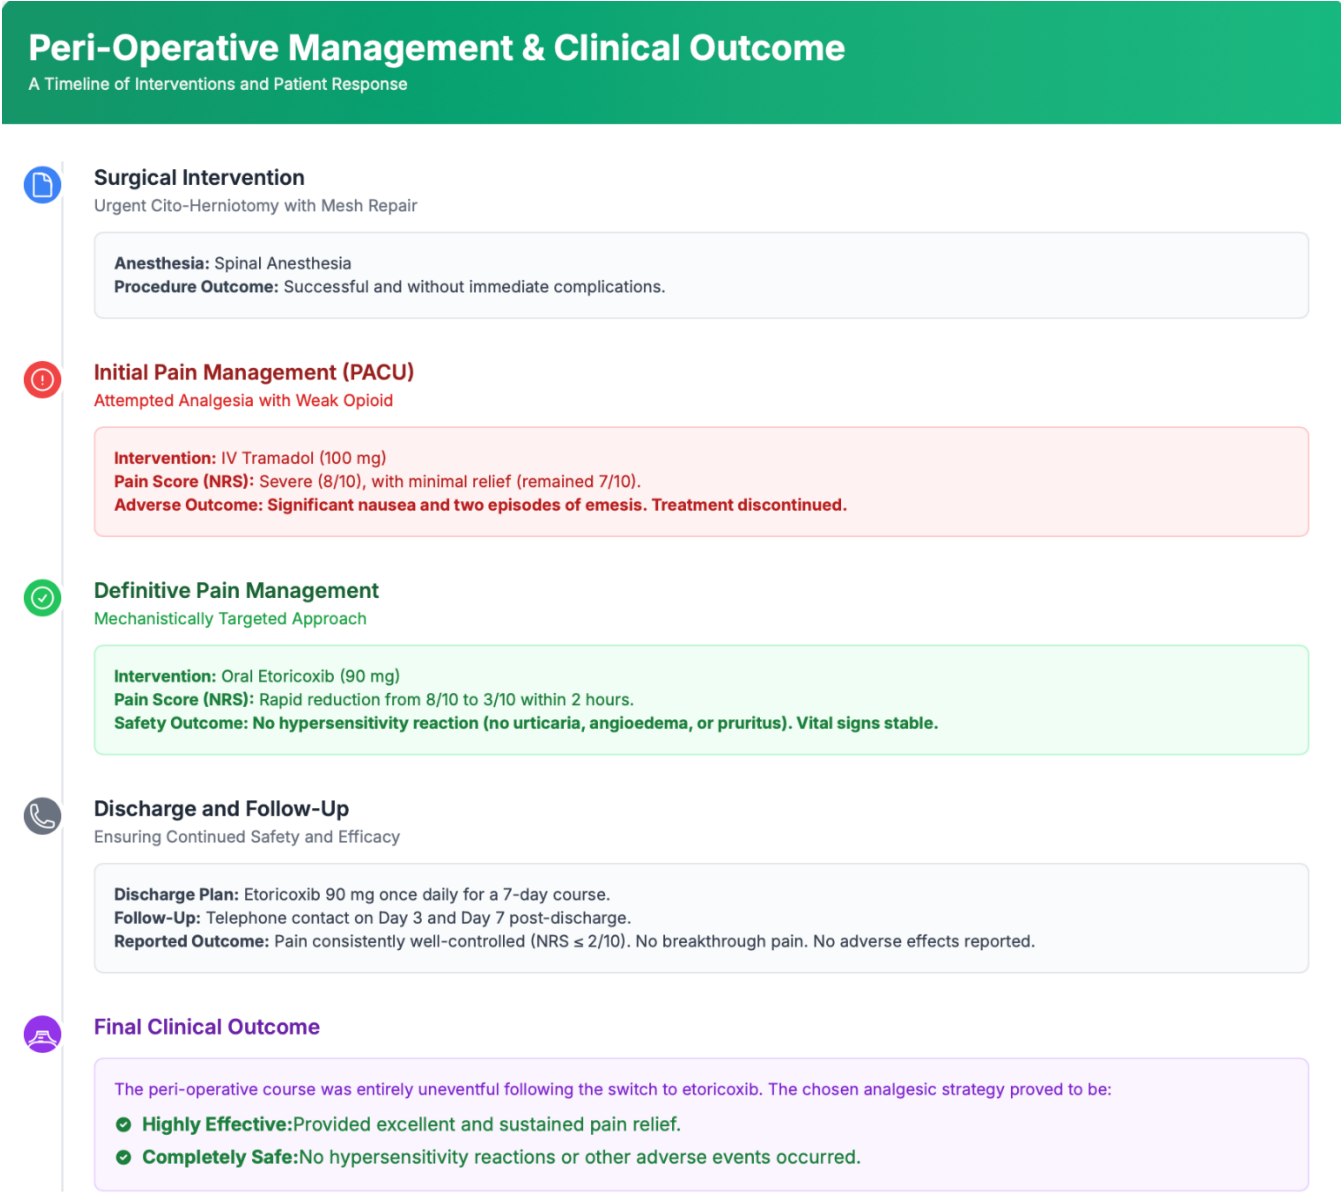 Peri-Operative Management & Clinical Outcome
A Timeline of Interventions and Patient Response
Surgical Intervention
Urgent Cito-Herniotomy with Mesh Repair
Anesthesia: Spinal Anesthesia
Procedure Outcome: Successful and without immediate complications.
Initial Pain Management (PACU)
Attempted Analgesia with Weak Opioid
Intervention: IV Tramadol (100 mg)
Pain Score (NRS): Severe (8/10), with minimal relief (remained 7/10).
Adverse Outcome: Significant nausea and two episodes of emesis. Treatment discontinued.
Definitive Pain Management
Mechanistically Targeted Approach
Intervention: Oral Etoricoxib (90 mg)
Pain Score (NRS): Rapid reduction from 8/10 to 3/10 within 2 hours.
Safety Outcome: No hypersensitivity reaction (no urticaria, angioedema, or pruritus). Vital signs stable.
Discharge and Follow-Up
Ensuring Continued Safety and Efficacy
Discharge Plan: Etoricoxib 90 mg once daily for a 7-day course.
Follow-Up: Telephone contact on Day 3 and Day 7 post-discharge.
Reported Outcome: Pain consistently well-controlled (NRS ≤ 2/10). No breakthrough pain. No adverse effects reported.
Final Clinical Outcome
The peri-operative course was entirely uneventful following the switch to etoricoxib. The chosen analgesic strategy proved to be:
Highly Effective:Provided excellent and sustained pain relief.
Completely Safe:No hypersensitivity reactions or other adverse events occurred.